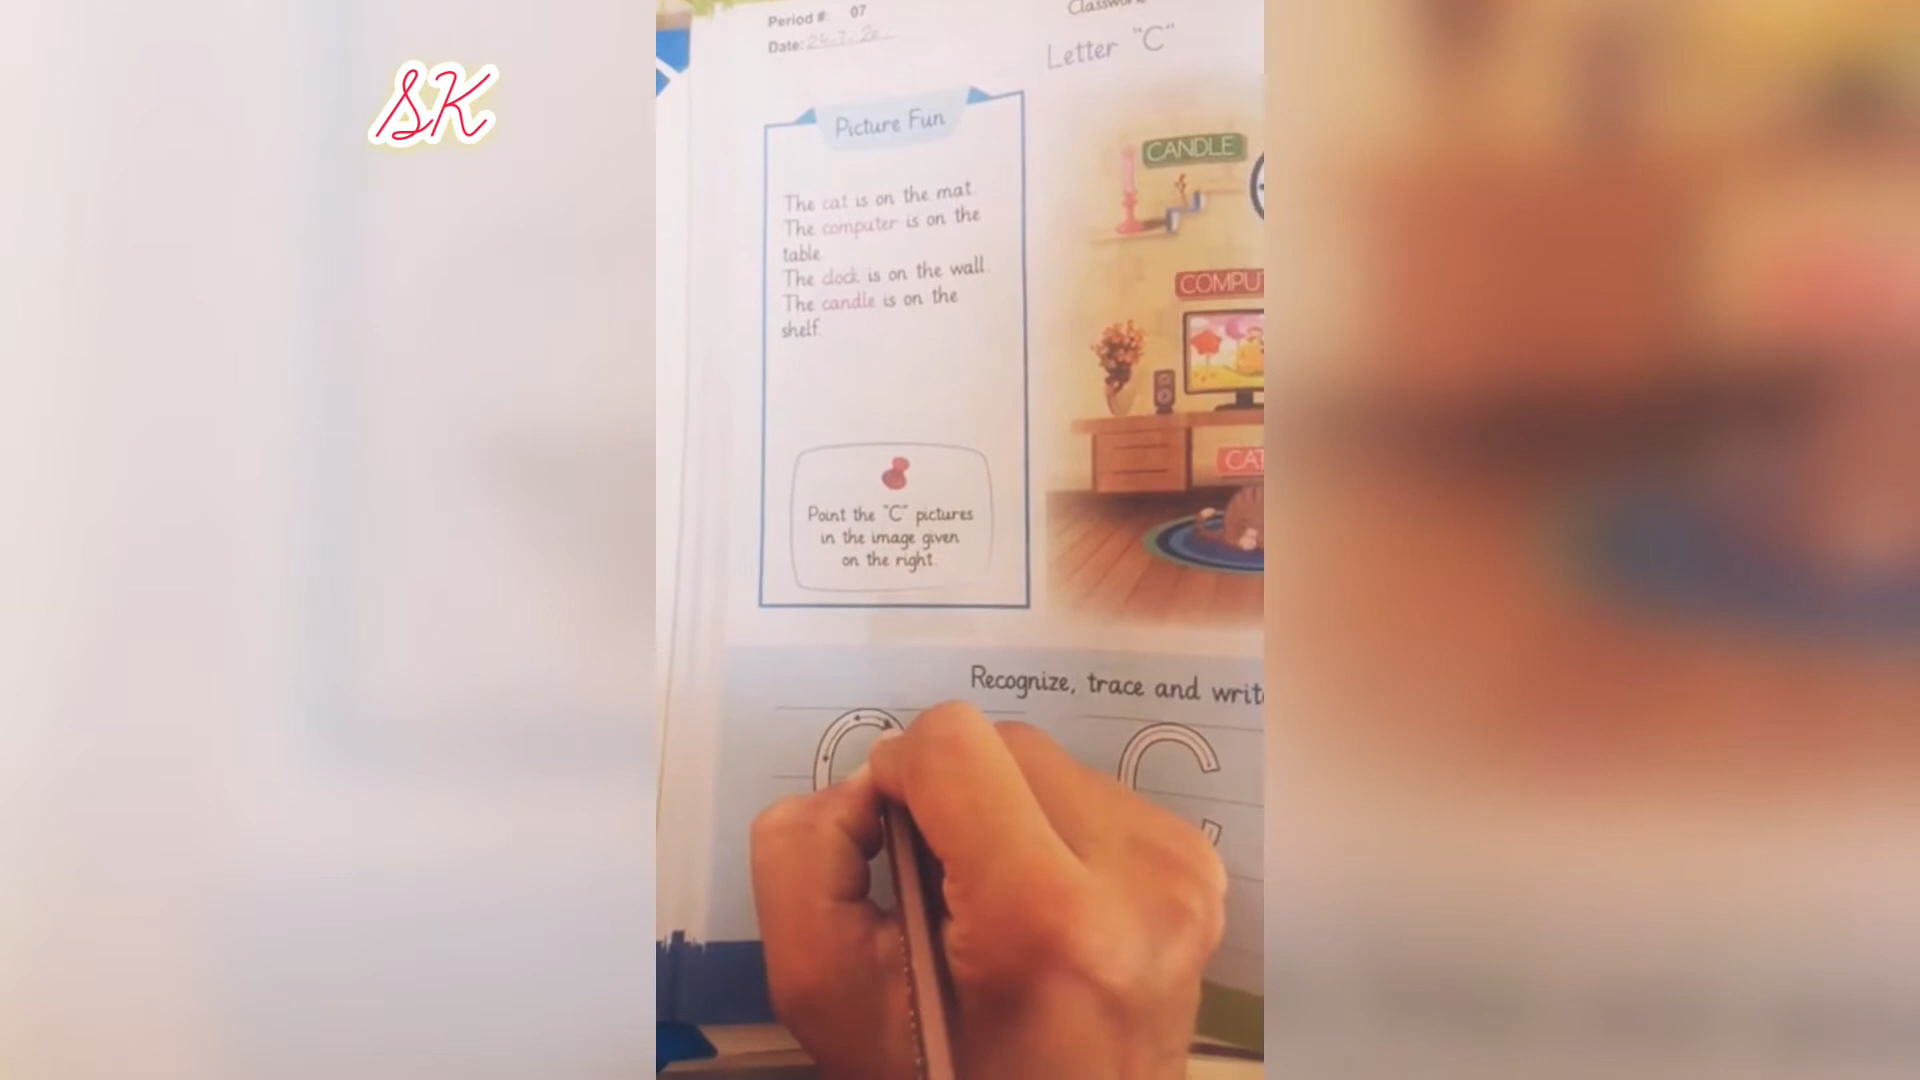 SK
Period #: 07
Date: 24.7.20
Letter "C"
Picture Fun
The cat is on the mat.
The computer is on the
table.
The clock is on the wall.
The candle is on the
shelf.
Point the "C" pictures
in the image given
on the right.
CANDLE
COMPUT
CAT
Recognize, trace and write